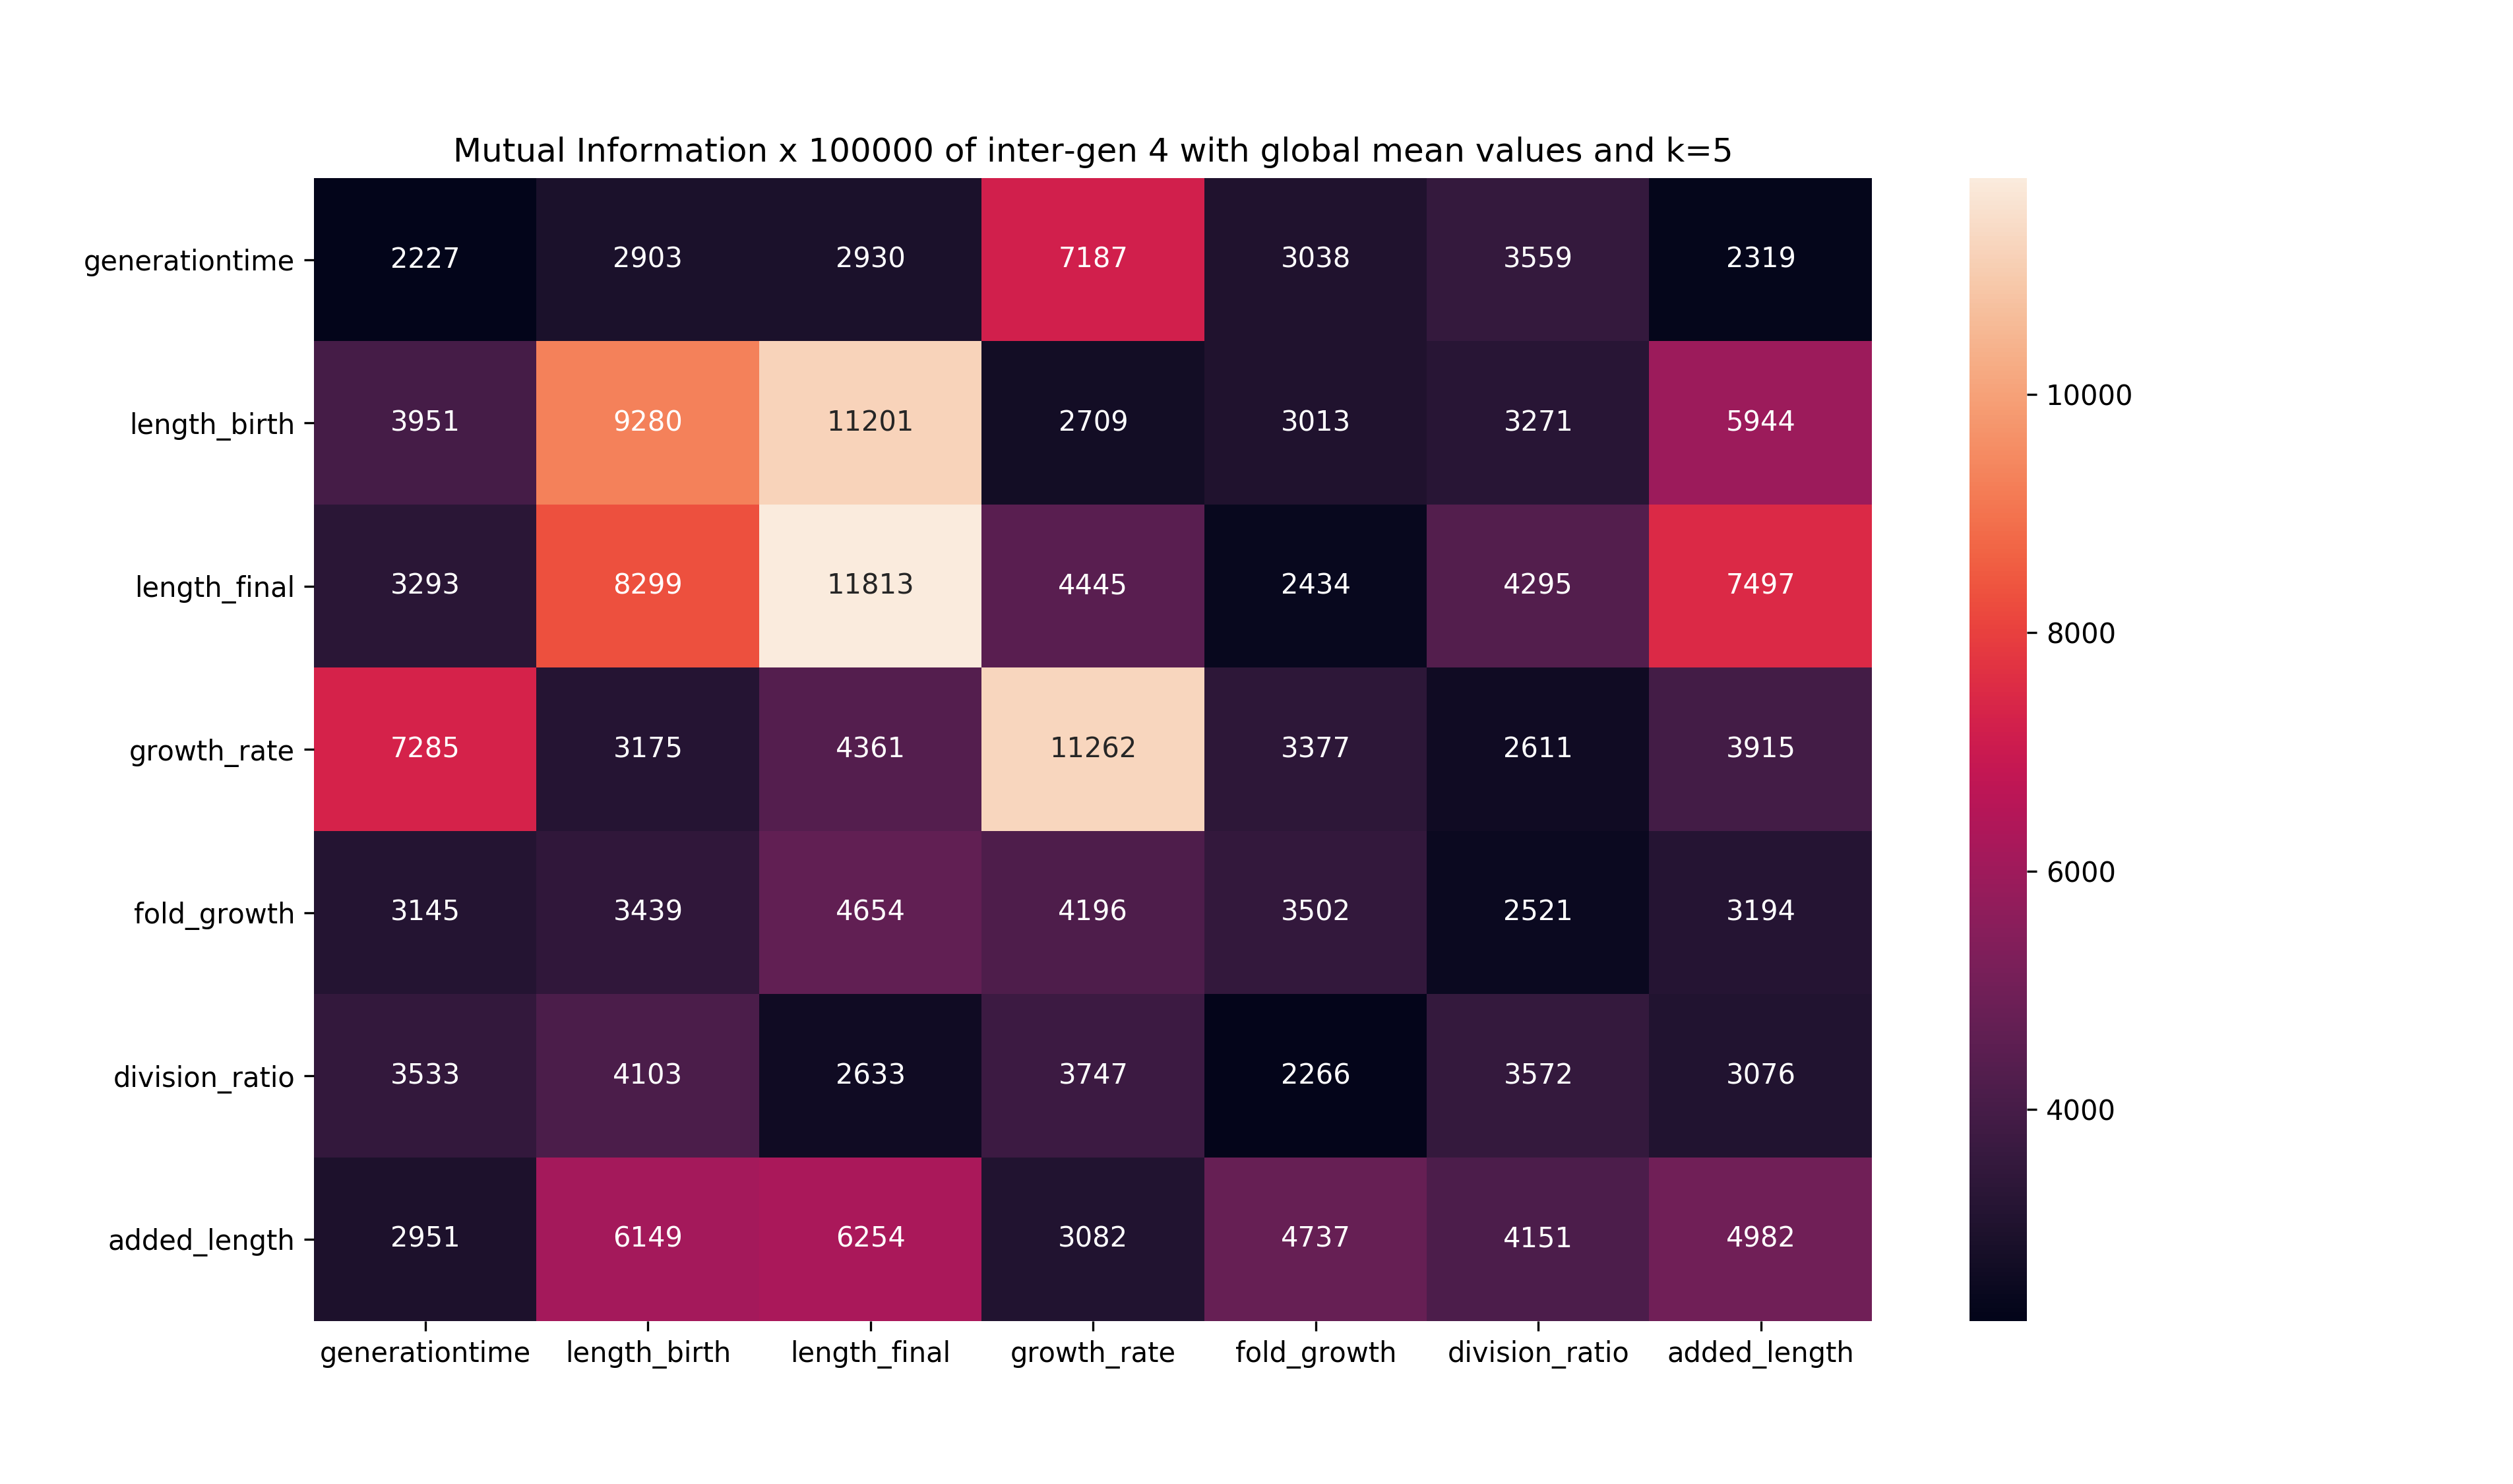 Mutual Information x 100000 of inter-gen 4 with global mean values and k=5
generationtime 2227 2903 2930 7187 3038 3559 2319
length_birth 3951 9280 11201 2709 3013 3271 5944
length_final 3293 8299 11813 4445 2434 4295 7497
growth_rate 7285 3175 4361 11262 3377 2611 3915
fold_growth 3145 3439 4654 4196 3502 2521 3194
division_ratio 3533 4103 2633 3747 2266 3572 3076
added_length 2951 6149 6254 3082 4737 4151 4982
generationtime length_birth length_final growth_rate fold_growth division_ratio added_length
10000
8000
6000
4000